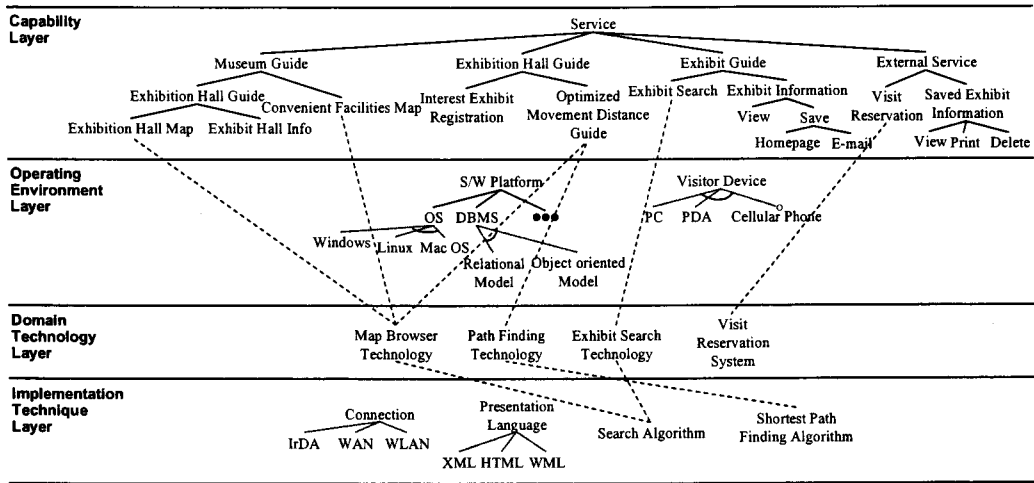 Capability
Layer
Service
Museum Guide
Exhibition Hall Guide
Exhibit Guide
External Service
Exhibition Hall Guide
Convenient Facilities Map
Interest Exhibit
Registration
Optimized
Movement Distance
Guide
Exhibit Search
Exhibit Information
Visit
Reservation
Saved Exhibit
Information
Exhibition Hall Map
Exhibit Hall Info
View
Save
Homepage
E-mail
View
Print
Delete
Operating
Environment
Layer
S/W Platform
Visitor Device
OS
DBMS
PC
PDA
Cellular Phone
Windows
Linux
Mac OS
Relational
Model
Object oriented
Model
Domain
Technology
Layer
Map Browser
Technology
Path Finding
Technology
Exhibit Search
Technology
Visit
Reservation
System
Implementation
Technique
Layer
Connection
Presentation
Language
Search Algorithm
Shortest Path
Finding Algorithm
IrDA
WAN
WLAN
XML
HTML
WML